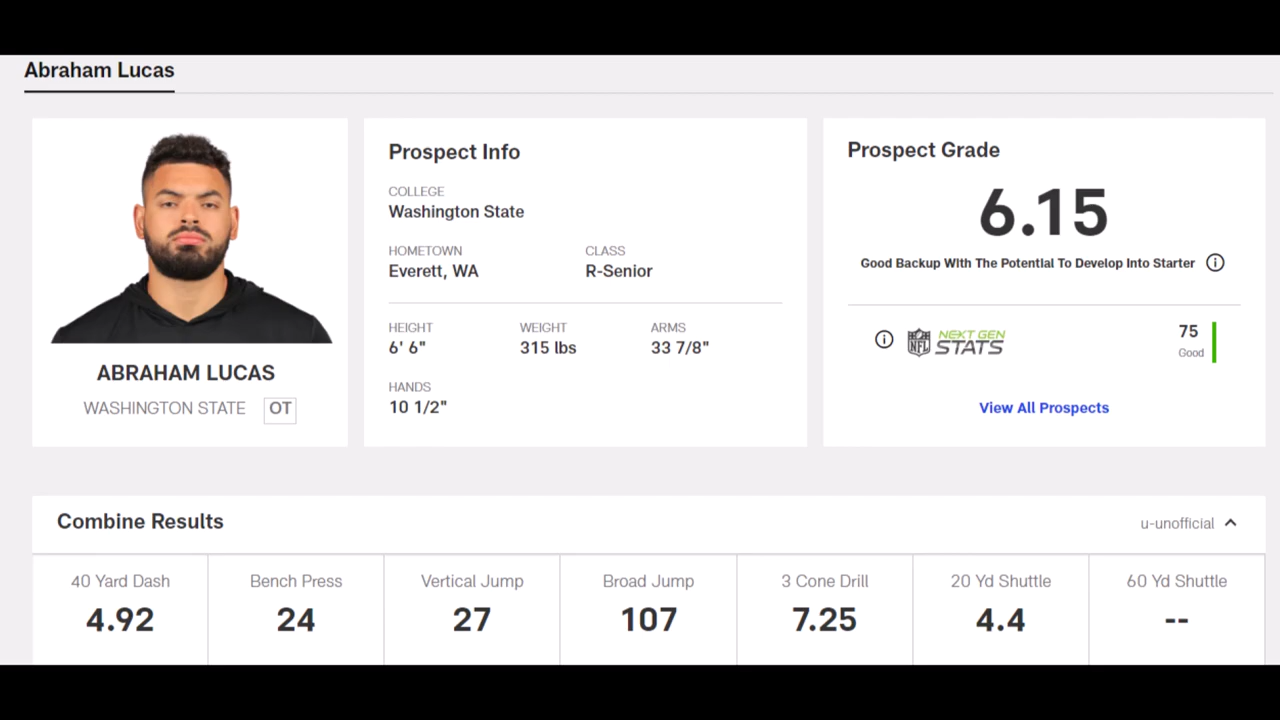 Abraham Lucas
ABRAHAM LUCAS
WASHINGTON STATE OT
Prospect Info
COLLEGE
Washington State
HOMETOWN CLASS
Everett, WA R-Senior
HEIGHT WEIGHT ARMS
6' 6" 315 lbs 33 7/8"
HANDS
10 1/2"
Prospect Grade
6.15
Good Backup With The Potential To Develop Into Starter i
i NFL NEXT GEN STATS 75
Good
View All Prospects
Combine Results u-unofficial
40 Yard Dash Bench Press Vertical Jump Broad Jump 3 Cone Drill 20 Yd Shuttle 60 Yd Shuttle
4.92 24 27 107 7.25 4.4 --